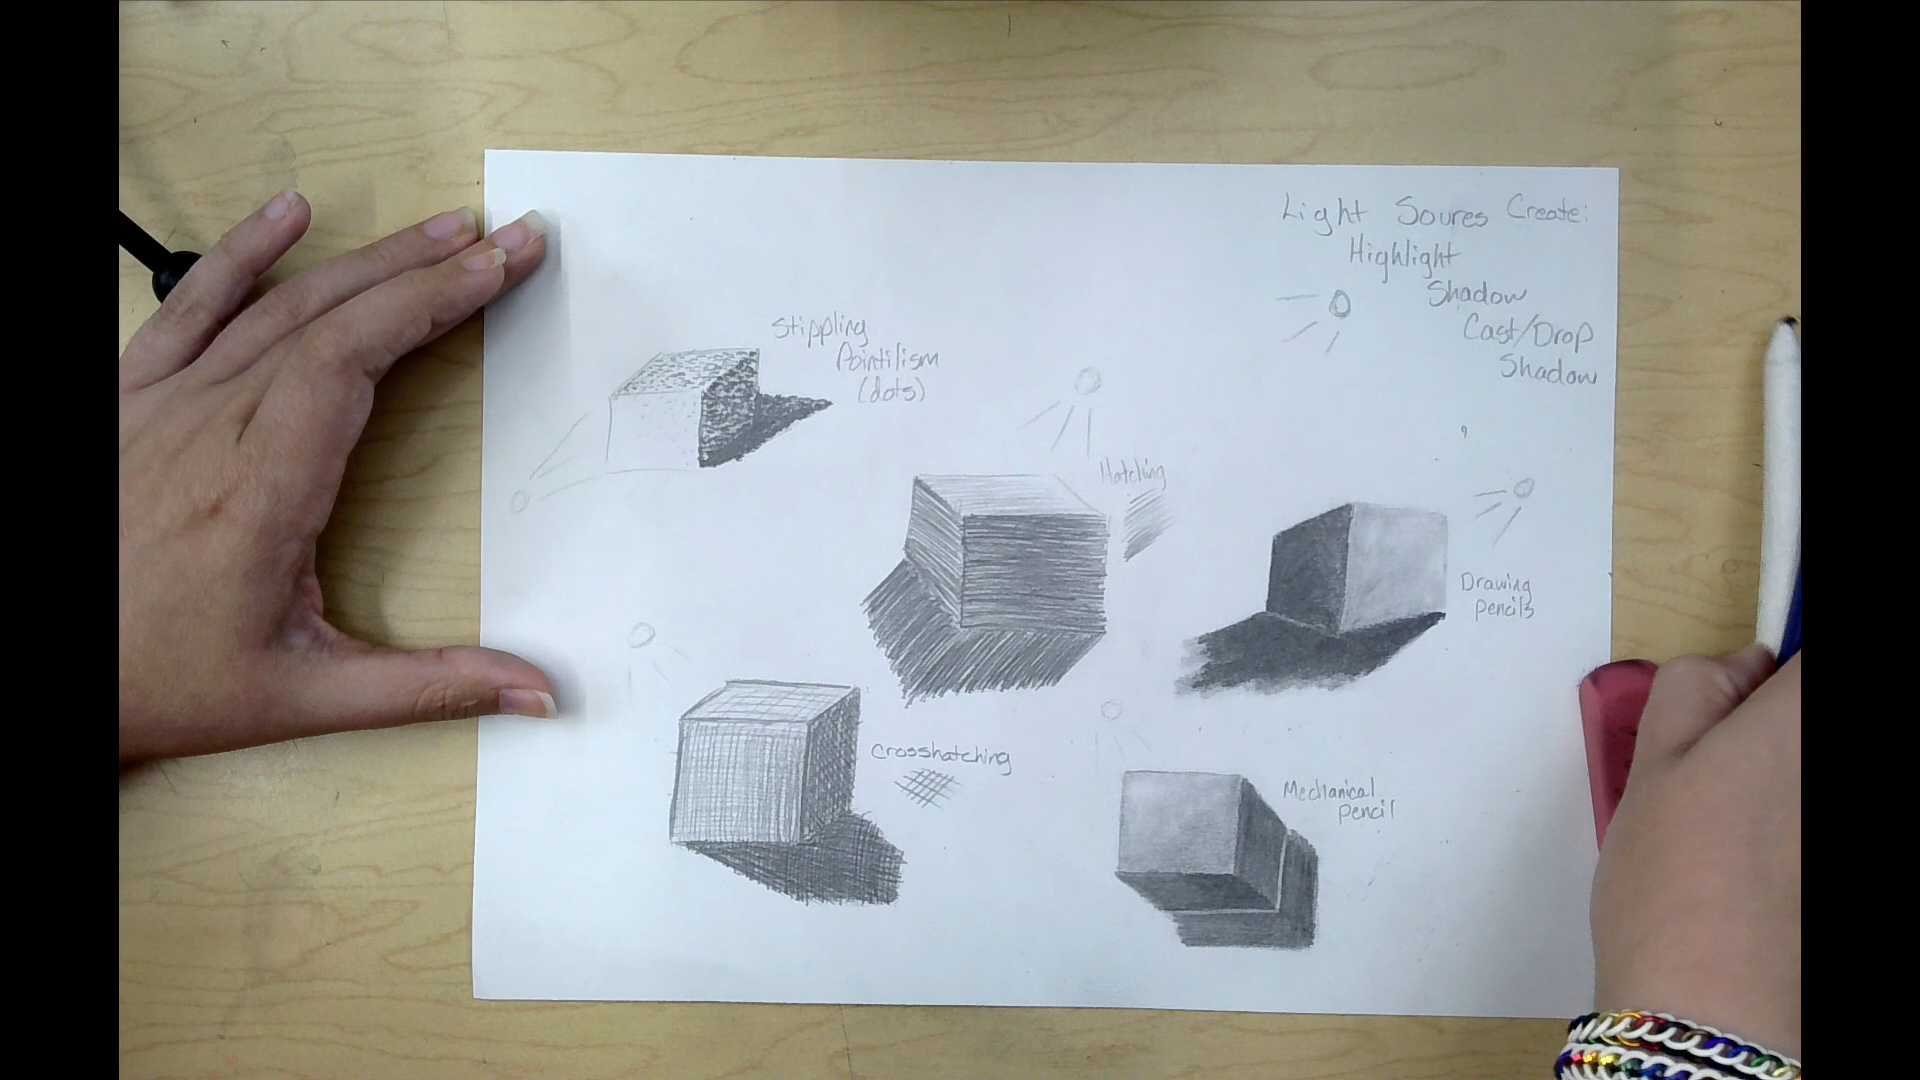 Light Soures Create:
Highlight
Shadow
Cast/Drop
Shadow
Stippling
Pointilism
(dots)
Hatching
Drawing
pencils
Crosshatching
Mechanical
pencil